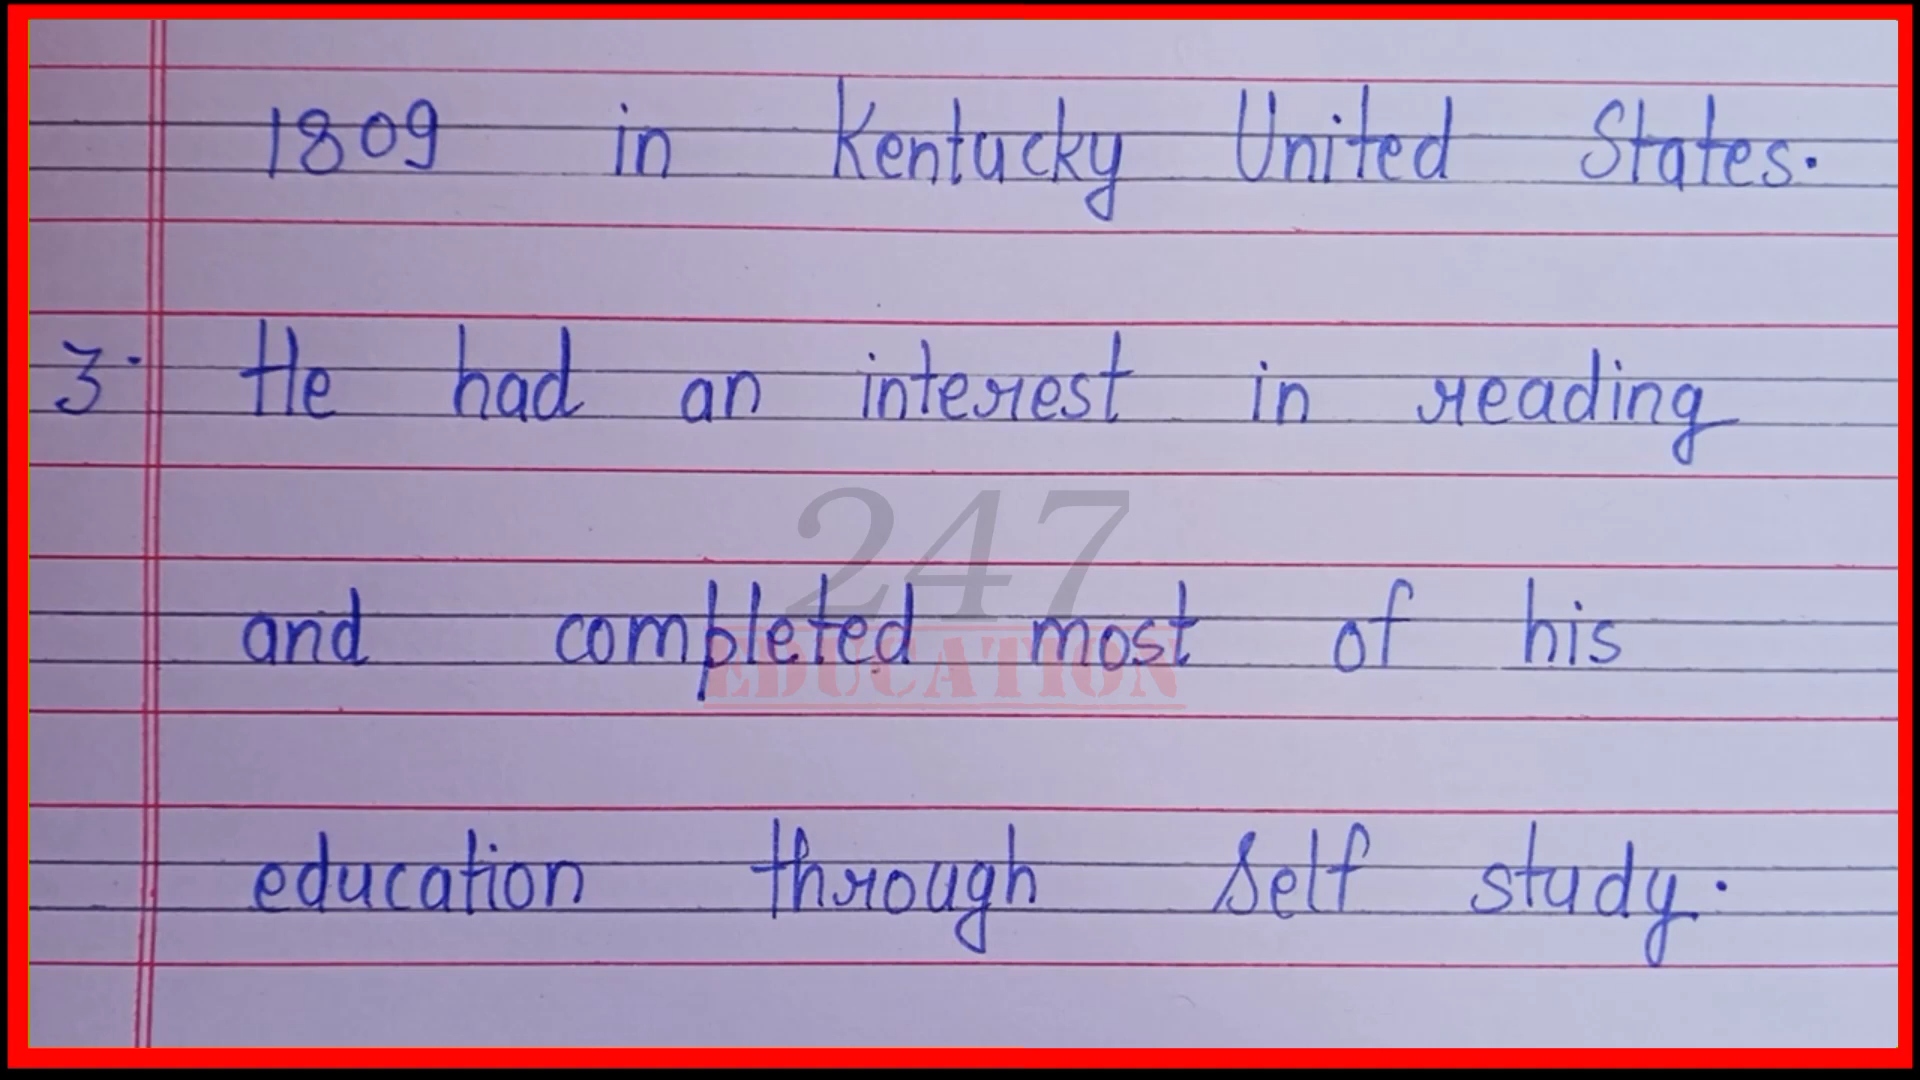 1809 in Kentucky United States.
3. He had an interest in reading
247
and completed most of his
EDUCATION
education through Self study.